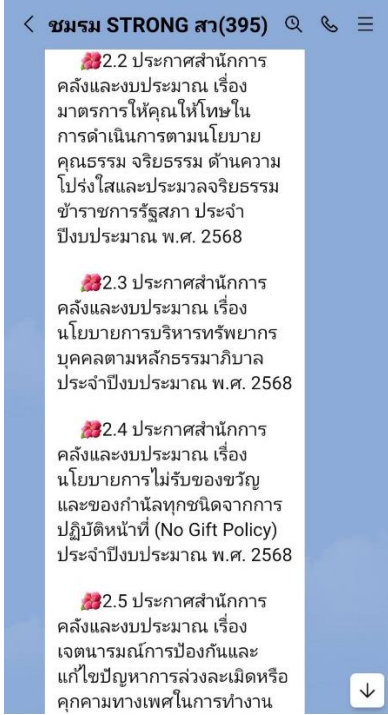 ชมรม STRONG สว(395)
🌺2.2 ประกาศสำนักการ
คลังและงบประมาณ เรื่อง
มาตรการให้คุณให้โทษใน
การดำเนินการตามนโยบาย
คุณธรรม จริยธรรม ด้านความ
โปร่งใสและประมวลจริยธรรม
ข้าราชการรัฐสภา ประจำ
ปีงบประมาณ พ.ศ. 2568
🌺2.3 ประกาศสำนักการ
คลังและงบประมาณ เรื่อง
นโยบายการบริหารทรัพยากร
บุคคลตามหลักธรรมาภิบาล
ประจำปีงบประมาณ พ.ศ. 2568
🌺2.4 ประกาศสำนักการ
คลังและงบประมาณ เรื่อง
นโยบายการไม่รับของขวัญ
และของกำนัลทุกชนิดจากการ
ปฏิบัติหน้าที่ (No Gift Policy)
ประจำปีงบประมาณ พ.ศ. 2568
🌺2.5 ประกาศสำนักการ
คลังและงบประมาณ เรื่อง
เจตนารมณ์การป้องกันและ
แก้ไขปัญหาการล่วงละเมิดหรือ
คุกคามทางเพศในการทำงาน